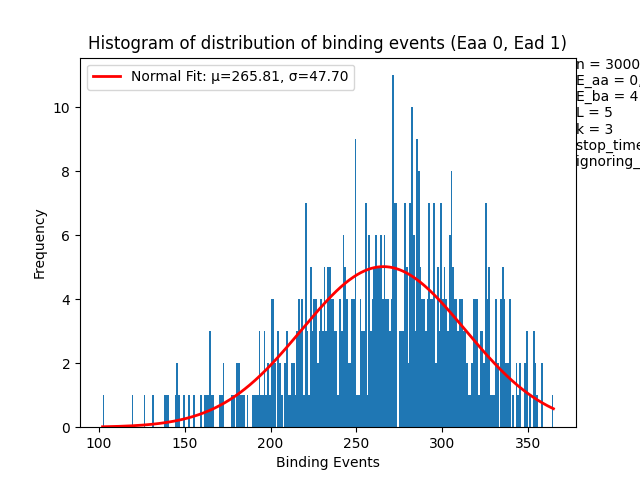 Histogram of distribution of binding events (Eaa 0, Ead 1)
Normal Fit: μ=265.81, σ=47.70
n = 3000
E_aa = 0,
E_ba = 4
L = 5
k = 3
stop_time
ignoring_
Frequency
10
8
6
4
2
0
100 150 200 250 300 350
Binding Events